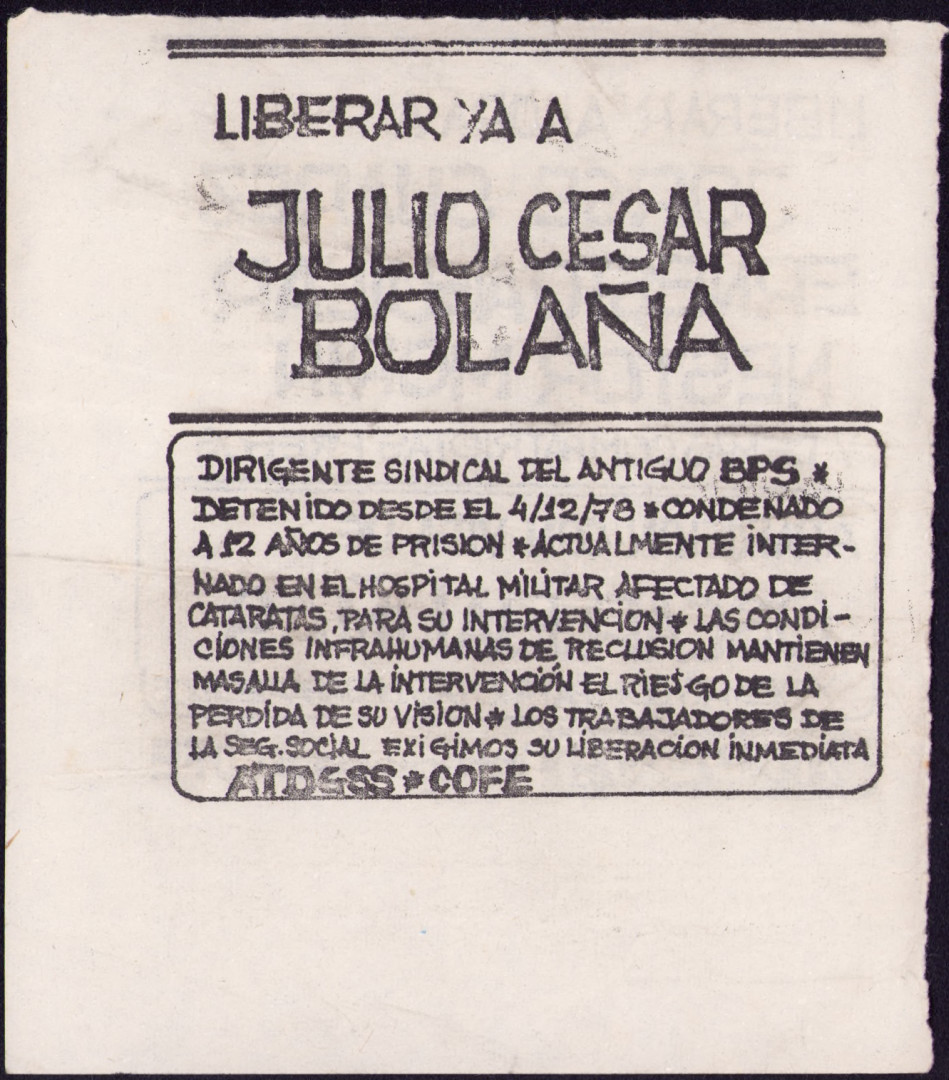 LIBERAR YA A
JULIO CESAR
BOLAÑA
DIRIGENTE SINDICAL DEL ANTIGUO BPS *
DETENIDO DESDE EL 4/12/78 * CONDENADO
A 12 AÑOS DE PRISION * ACTUALMENTE INTER-
NADO EN EL HOSPITAL MILITAR AFECTADO DE
CATARATAS, PARA SU INTERVENCION * LAS CONDI-
CIONES INFRAHUMANAS DE RECLUSION MANTIENEN
MASALLA DE LA INTERVENCIÓN EL RIESGO DE LA
PERDIDA DE SU VISION * LOS TRABAJADORES DE
LA SEG. SOCIAL EXIGIMOS SU LIBERACION INMEDIATA
ATDGSS * COFE